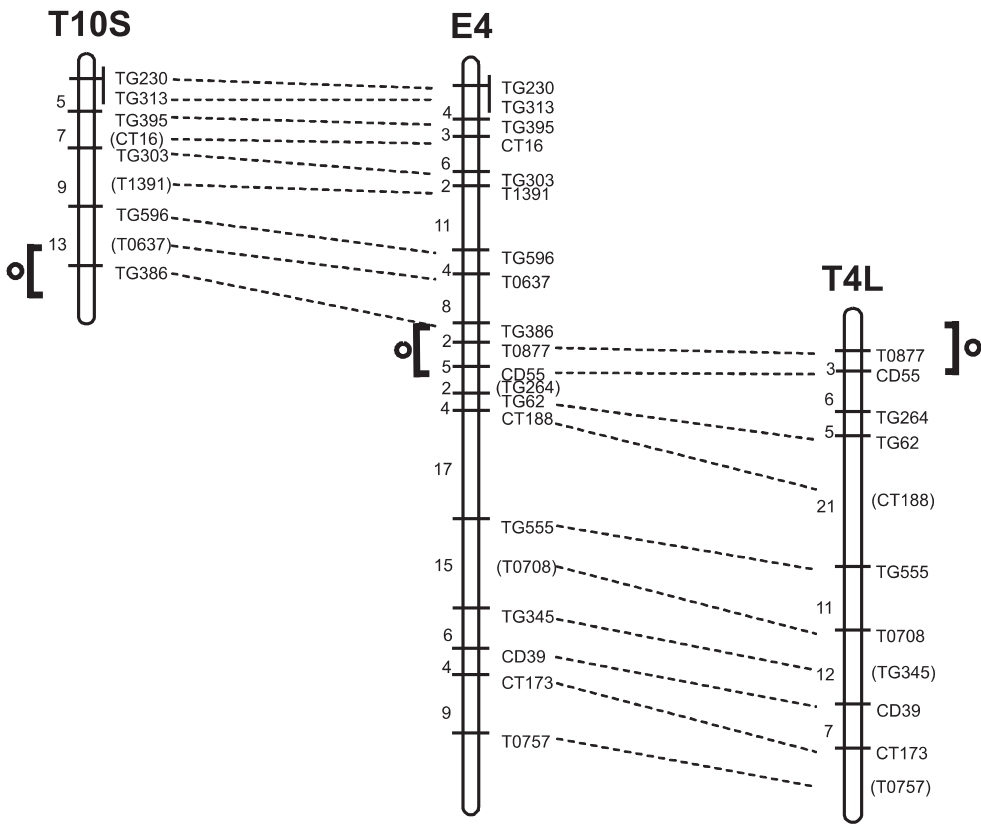 T10S
TG230
TG313
5
TG395
7
(CT16)
TG303
9
(T1391)
TG596
13
(T0637)
TG386
E4
TG230
TG313
4
TG395
3
CT16
6
TG303
2
T1391
11
TG596
4
T0637
8
TG386
2
T0877
5
CD55
(TG264)
2
TG62
4
CT188
17
TG555
15
(T0708)
TG345
6
CD39
4
CT173
9
T0757
T4L
T0877
3
CD55
6
TG264
5
TG62
21
(CT188)
TG555
11
T0708
12
(TG345)
CD39
7
CT173
(T0757)